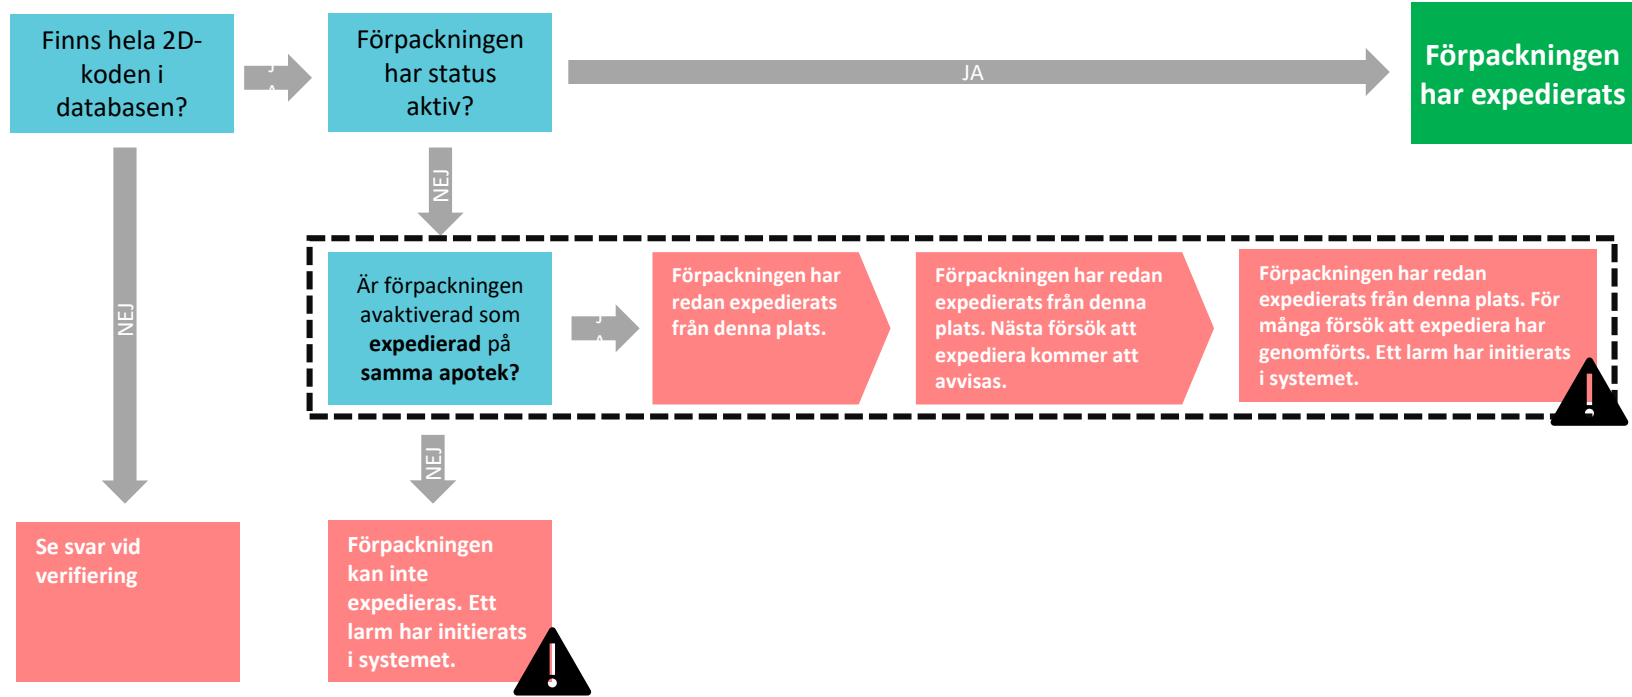 Finns hela 2D-
koden i
databasen?
JA
Förpackningen
har status
aktiv?
JA
Förpackningen
har expedierats
NEJ
NEJ
Är förpackningen
avaktiverad som
expedierad på
samma apotek?
JA
Förpackningen har
redan expedierats
från denna plats.
Förpackningen har redan
expedierats från denna
plats. Nästa försök att
expediera kommer att
avvisas.
Förpackningen har redan
expedierats från denna plats. För
många försök att expediera har
genomförts. Ett larm har initierats
i systemet.
NEJ
Se svar vid
verifiering
Förpackningen
kan inte
expedieras. Ett
larm har initierats
i systemet.